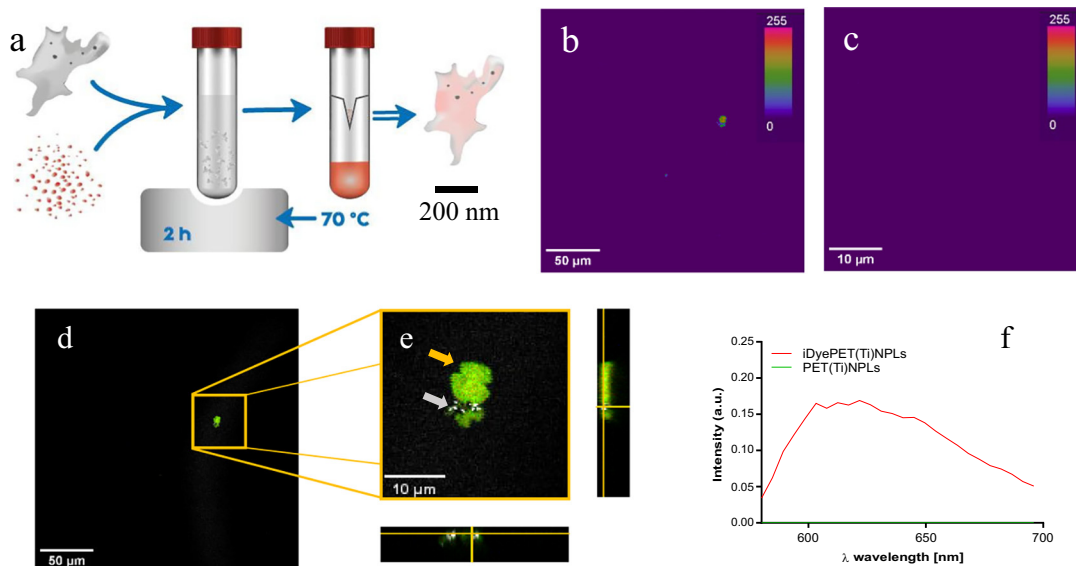 a
2 h
70 °C
200 nm
b
255
0
50 µm
c
255
0
10 µm
d
50 µm
e
10 µm
f
iDyePET(Ti)NPLs
PET(Ti)NPLs
Intensity (a.u.)
0.25
0.20
0.15
0.10
0.05
0.00
600
650
700
λ wavelength [nm]